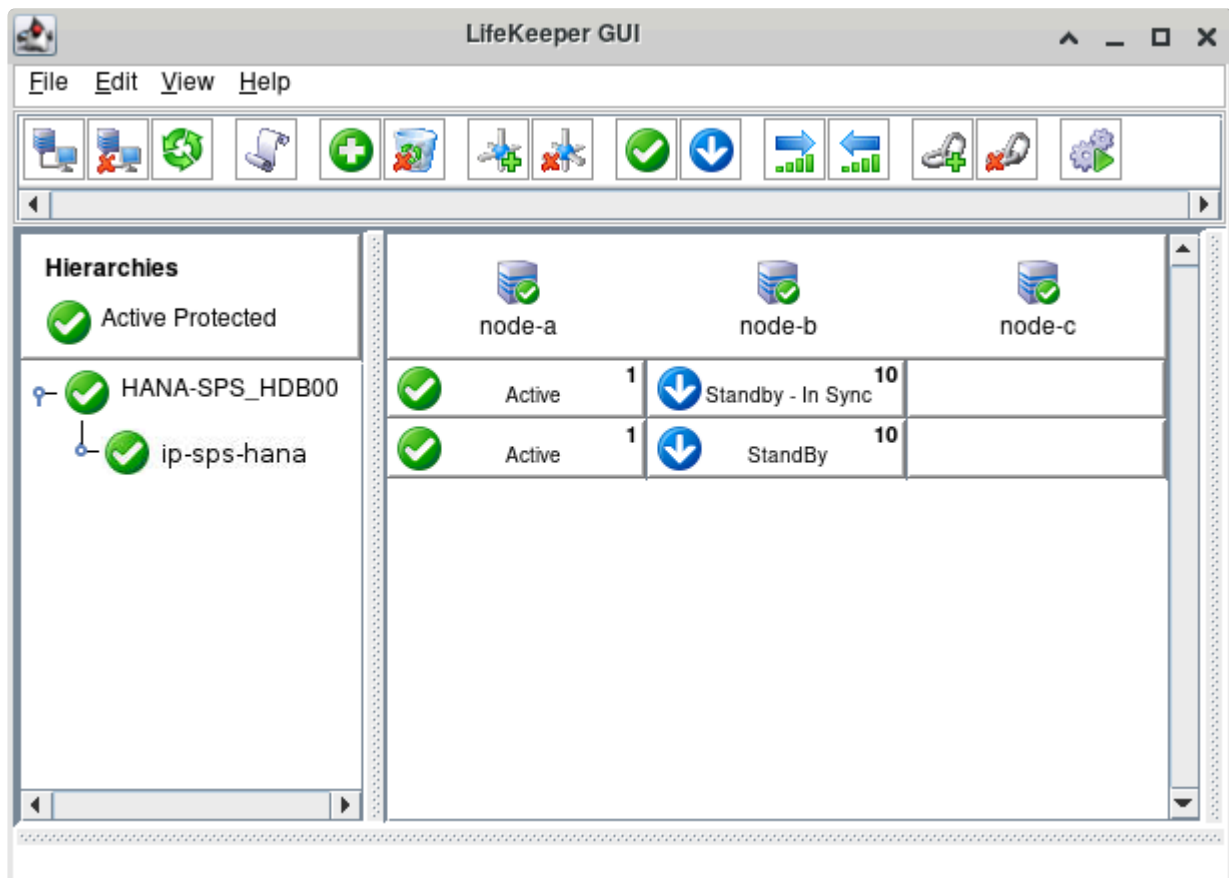 LifeKeeper GUI
File Edit View Help
Hierarchies
Active Protected
node-a node-b node-c
HANA-SPS_HDB00 Active 1 Standby - In Sync 10
ip-sps-hana Active 1 StandBy 10